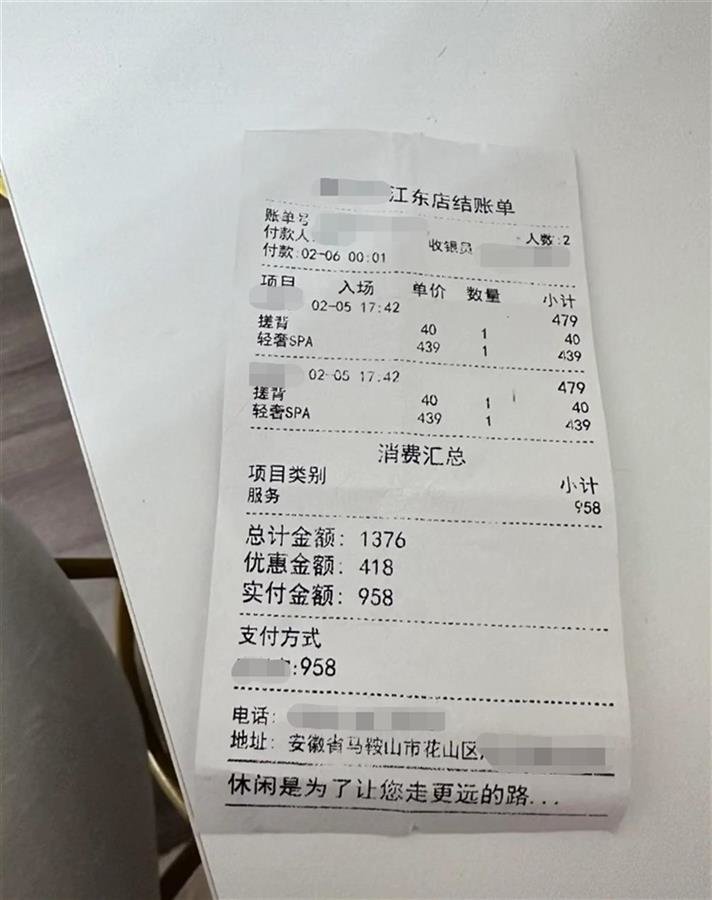 江东店结账单
账单号 人数:2
付款人 收银员
付款:02-06 00:01
项目 入场 单价 数量 小计
02-05 17:42 479
搓背 40 1 40
轻奢SPA 439 1 439
02-05 17:42 479
搓背 40 1 40
轻奢SPA 439 1 439
消费汇总
项目类别 小计
服务 958
总计金额: 1376
优惠金额: 418
实付金额: 958
支付方式
:958
电话:
地址: 安徽省马鞍山市花山区
休闲是为了让您走更远的路...